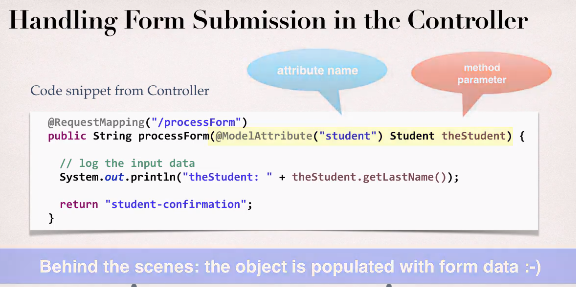 Handling Form Submission in the Controller
attribute name
method
parameter
Code snippet from Controller
@RequestMapping("/processForm")
public String processForm(@ModelAttribute("student") Student theStudent) {
// log the input data
System.out.println("theStudent: " + theStudent.getLastName());
return "student-confirmation";
}
Behind the scenes: the object is populated with form data :-)